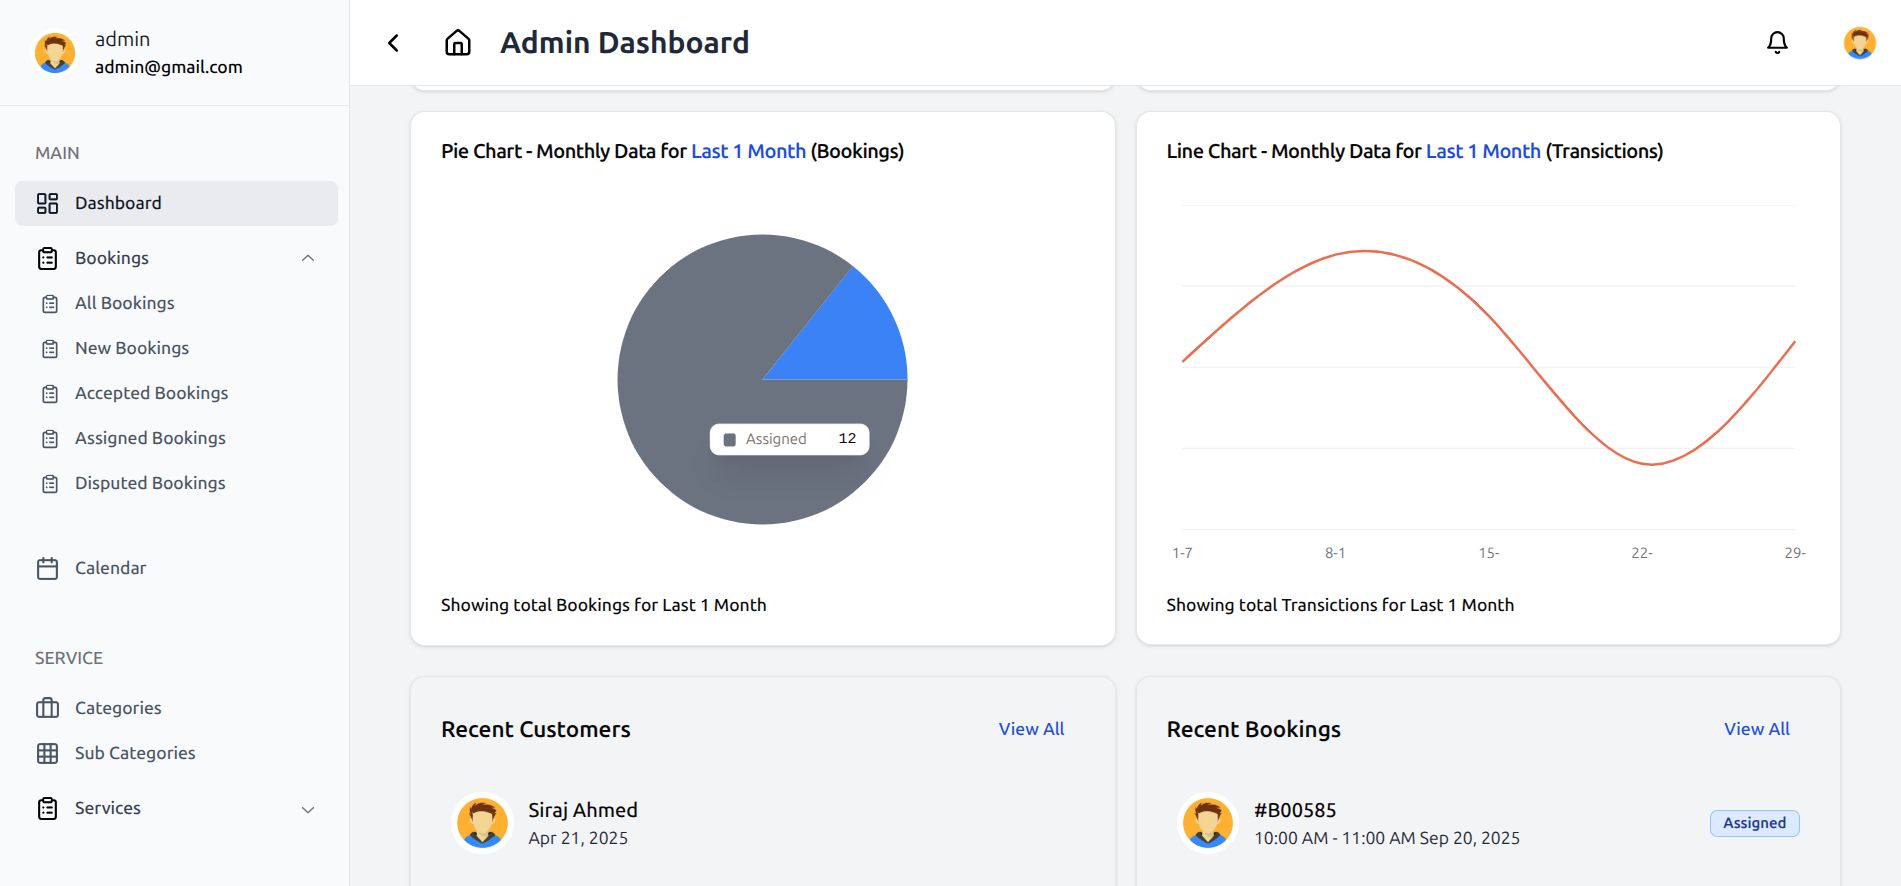 admin
admin@gmail.com
MAIN
Dashboard
Bookings
All Bookings
New Bookings
Accepted Bookings
Assigned Bookings
Disputed Bookings
Calendar
SERVICE
Categories
Sub Categories
Services
Admin Dashboard
Pie Chart - Monthly Data for Last 1 Month (Bookings)
Assigned 12
Showing total Bookings for Last 1 Month
Line Chart - Monthly Data for Last 1 Month (Transictions)
1-7 8-1 15- 22- 29-
Showing total Transictions for Last 1 Month
Recent Customers View All
Siraj Ahmed
Apr 21, 2025
Recent Bookings View All
#B00585
10:00 AM - 11:00 AM Sep 20, 2025
Assigned